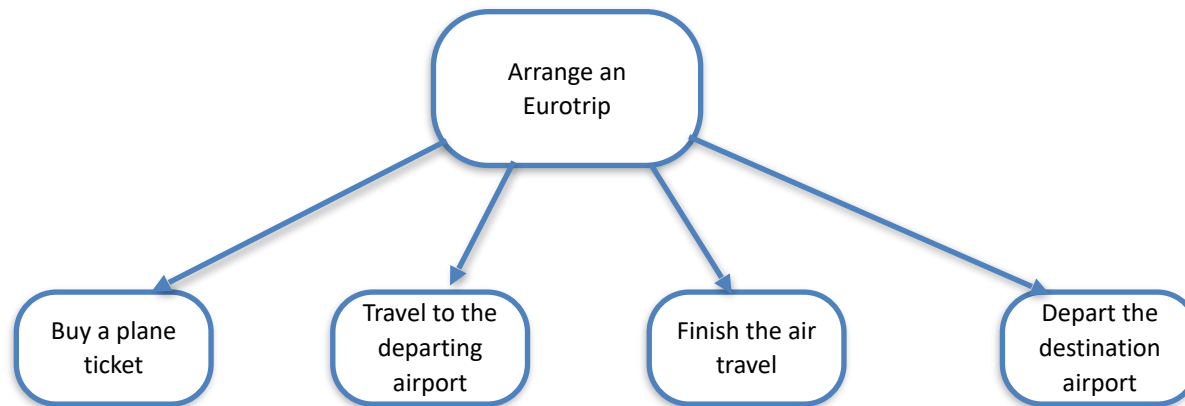 Arrange an
Eurotrip
Buy a plane
ticket
Travel to the
departing
airport
Finish the air
travel
Depart the
destination
airport